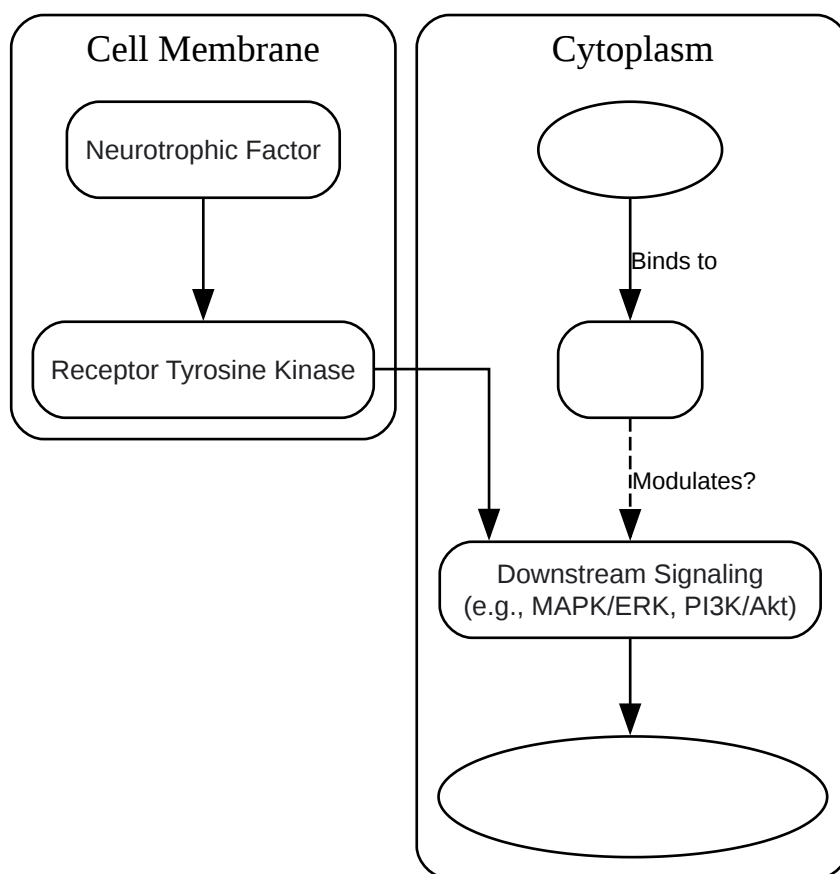 Cell Membrane
Neurotrophic Factor
Receptor Tyrosine Kinase
Cytoplasm
Binds to
Modulates?
Downstream Signaling
(e.g., MAPK/ERK, PI3K/Akt)